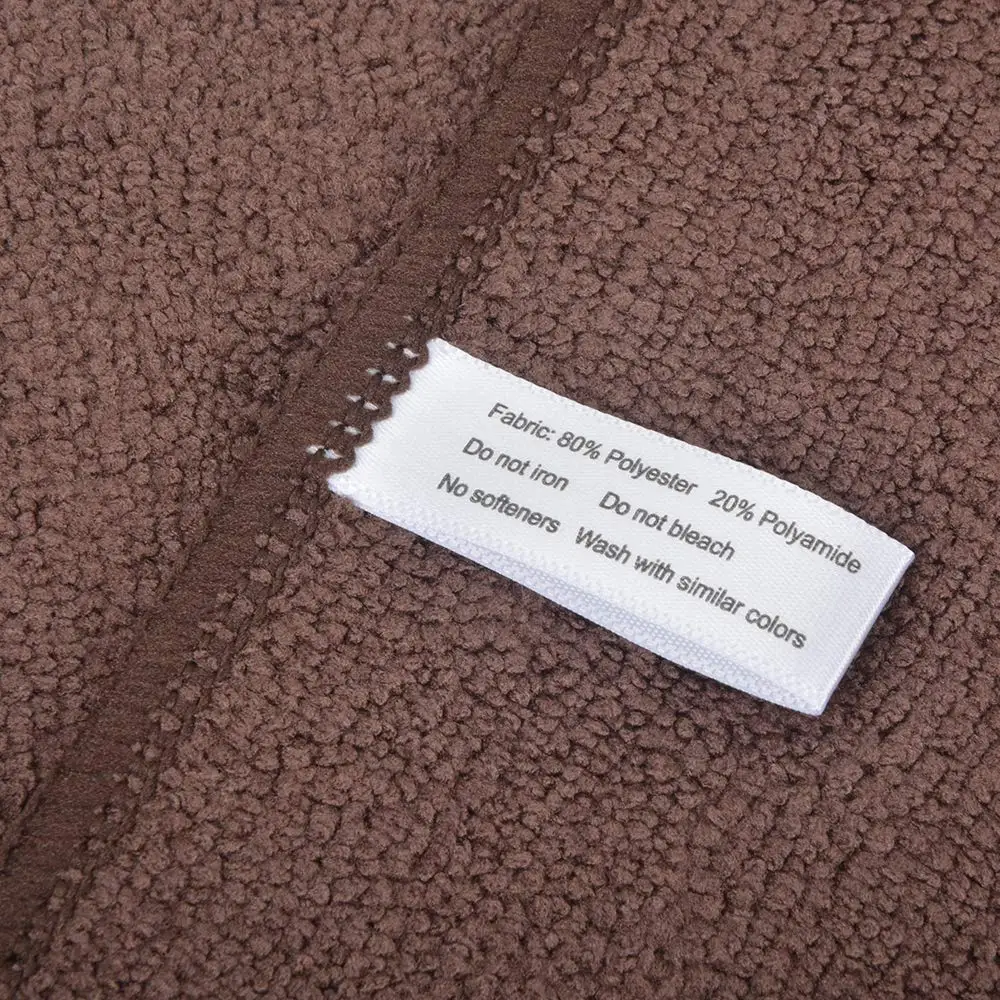 Fabric: 80% Polyester 20% Polyamide
Do not iron Do not bleach
No softeners Wash with similar colors